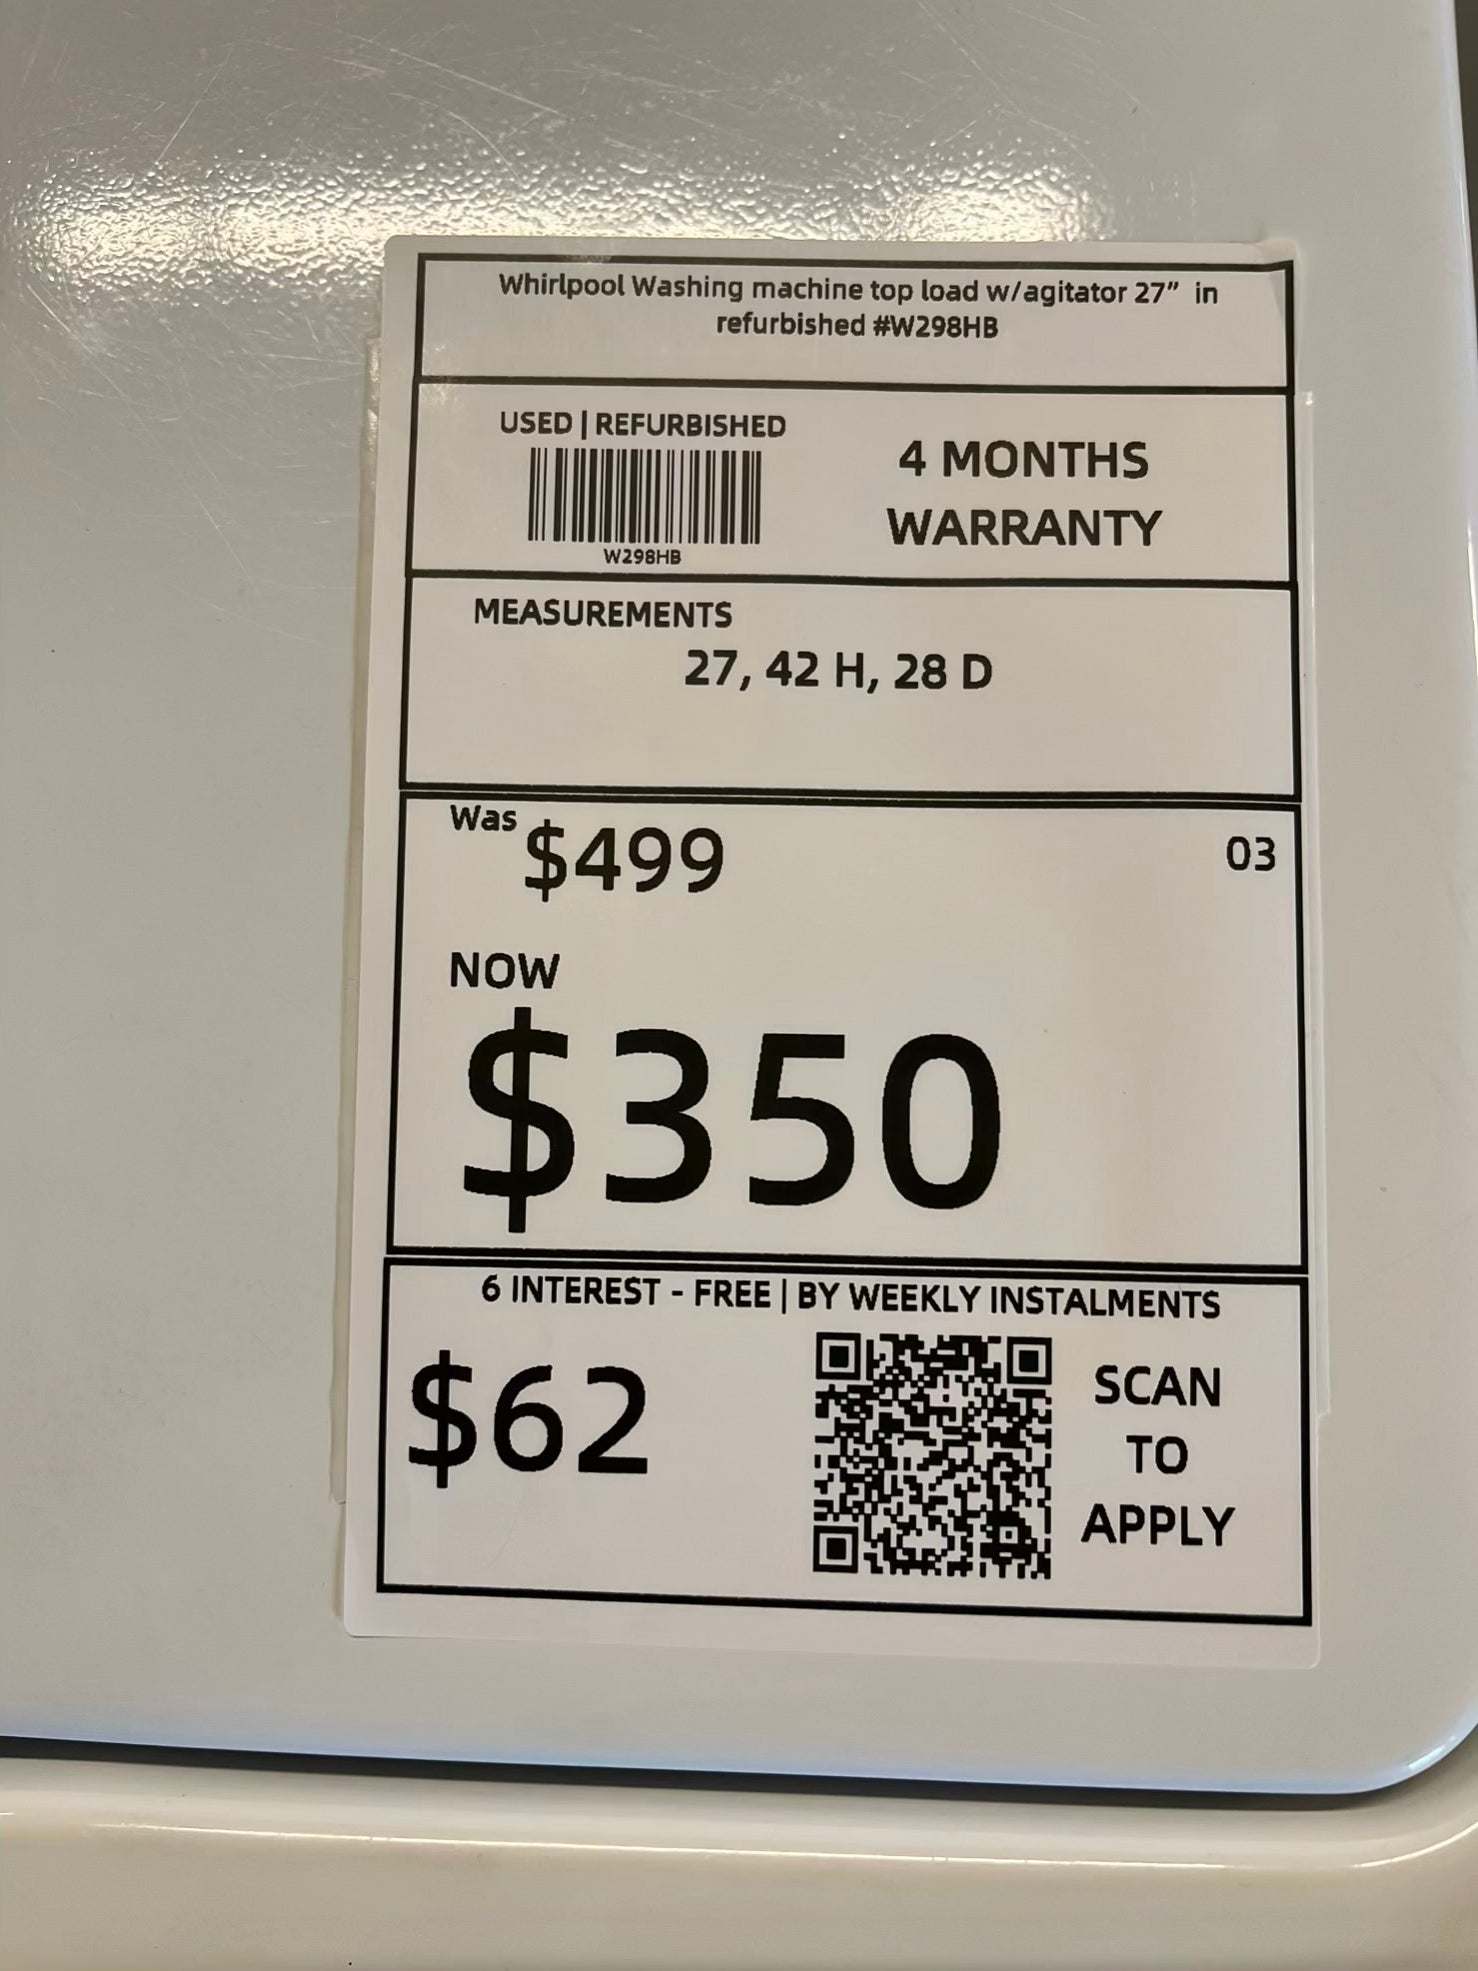 Whirlpool Washing machine top load w/agitator 27” in
refurbished #W298HB
USED | REFURBISHED
W298HB
4 MONTHS
WARRANTY
MEASUREMENTS
27, 42 H, 28 D
Was $499
03
NOW
$350
6 INTEREST - FREE | BY WEEKLY INSTALMENTS
$62
SCAN
TO
APPLY